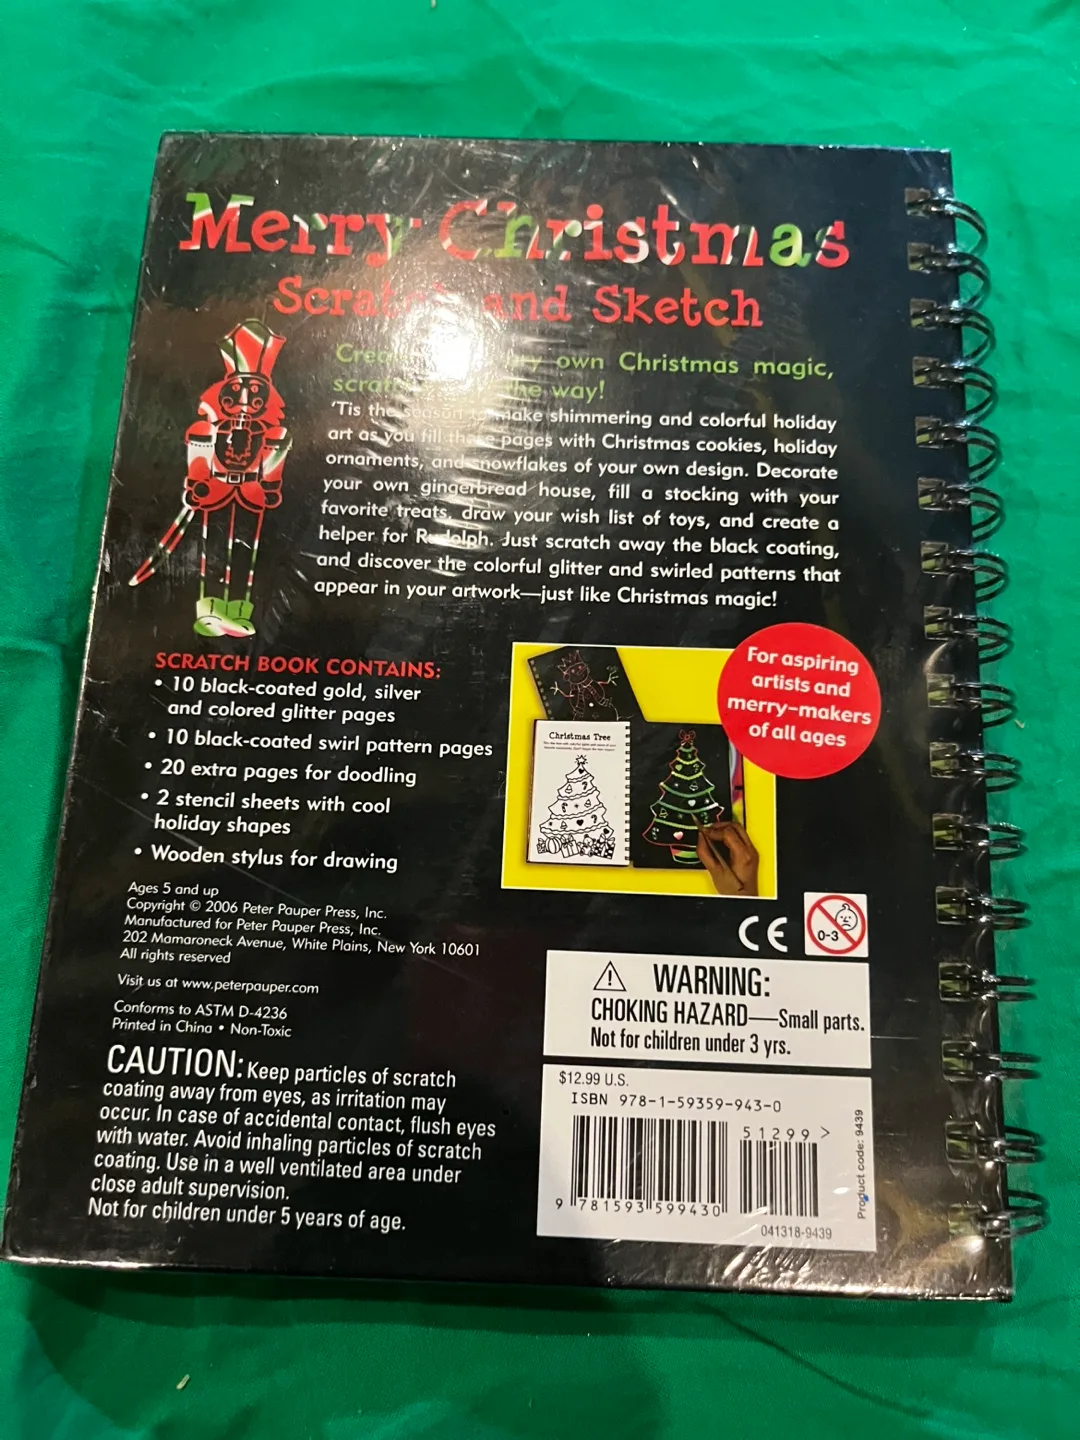 Merry Christmas
Scratch and Sketch
own Christmas magic,
the way!
'Tis the season to make shimmering and colorful holiday
art as you fill these pages with Christmas cookies, holiday
ornaments, and snowflakes of your own design. Decorate
your own gingerbread house, fill a stocking with your
favorite treats, draw your wish list of toys, and create a
helper for Rudolph. Just scratch away the black coating,
and discover the colorful glitter and swirled patterns that
appear in your artwork—just like Christmas magic!
SCRATCH BOOK CONTAINS:
• 10 black-coated gold, silver
and colored glitter pages
• 10 black-coated swirl pattern pages
• 20 extra pages for doodling
• 2 stencil sheets with cool
holiday shapes
• Wooden stylus for drawing
For aspiring
artists and
merry-makers
of all ages
Christmas Tree
Ages 5 and up
Copyright © 2006 Peter Pauper Press, Inc.
Manufactured for Peter Pauper Press, Inc.
202 Mamaroneck Avenue, White Plains, New York 10601
All rights reserved
Visit us at www.peterpauper.com
Conforms to ASTM D-4236
Printed in China • Non-Toxic
CAUTION: Keep particles of scratch
coating away from eyes, as irritation may
occur. In case of accidental contact, flush eyes
with water. Avoid inhaling particles of scratch
coating. Use in a well ventilated area under
close adult supervision.
Not for children under 5 years of age.
CE
0-3
WARNING:
CHOKING HAZARD—Small parts.
Not for children under 3 yrs.
$12.99 U.S.
ISBN 978-1-59359-943-0
51299>
9 781593 599430
041318-9439
Product code: 9439